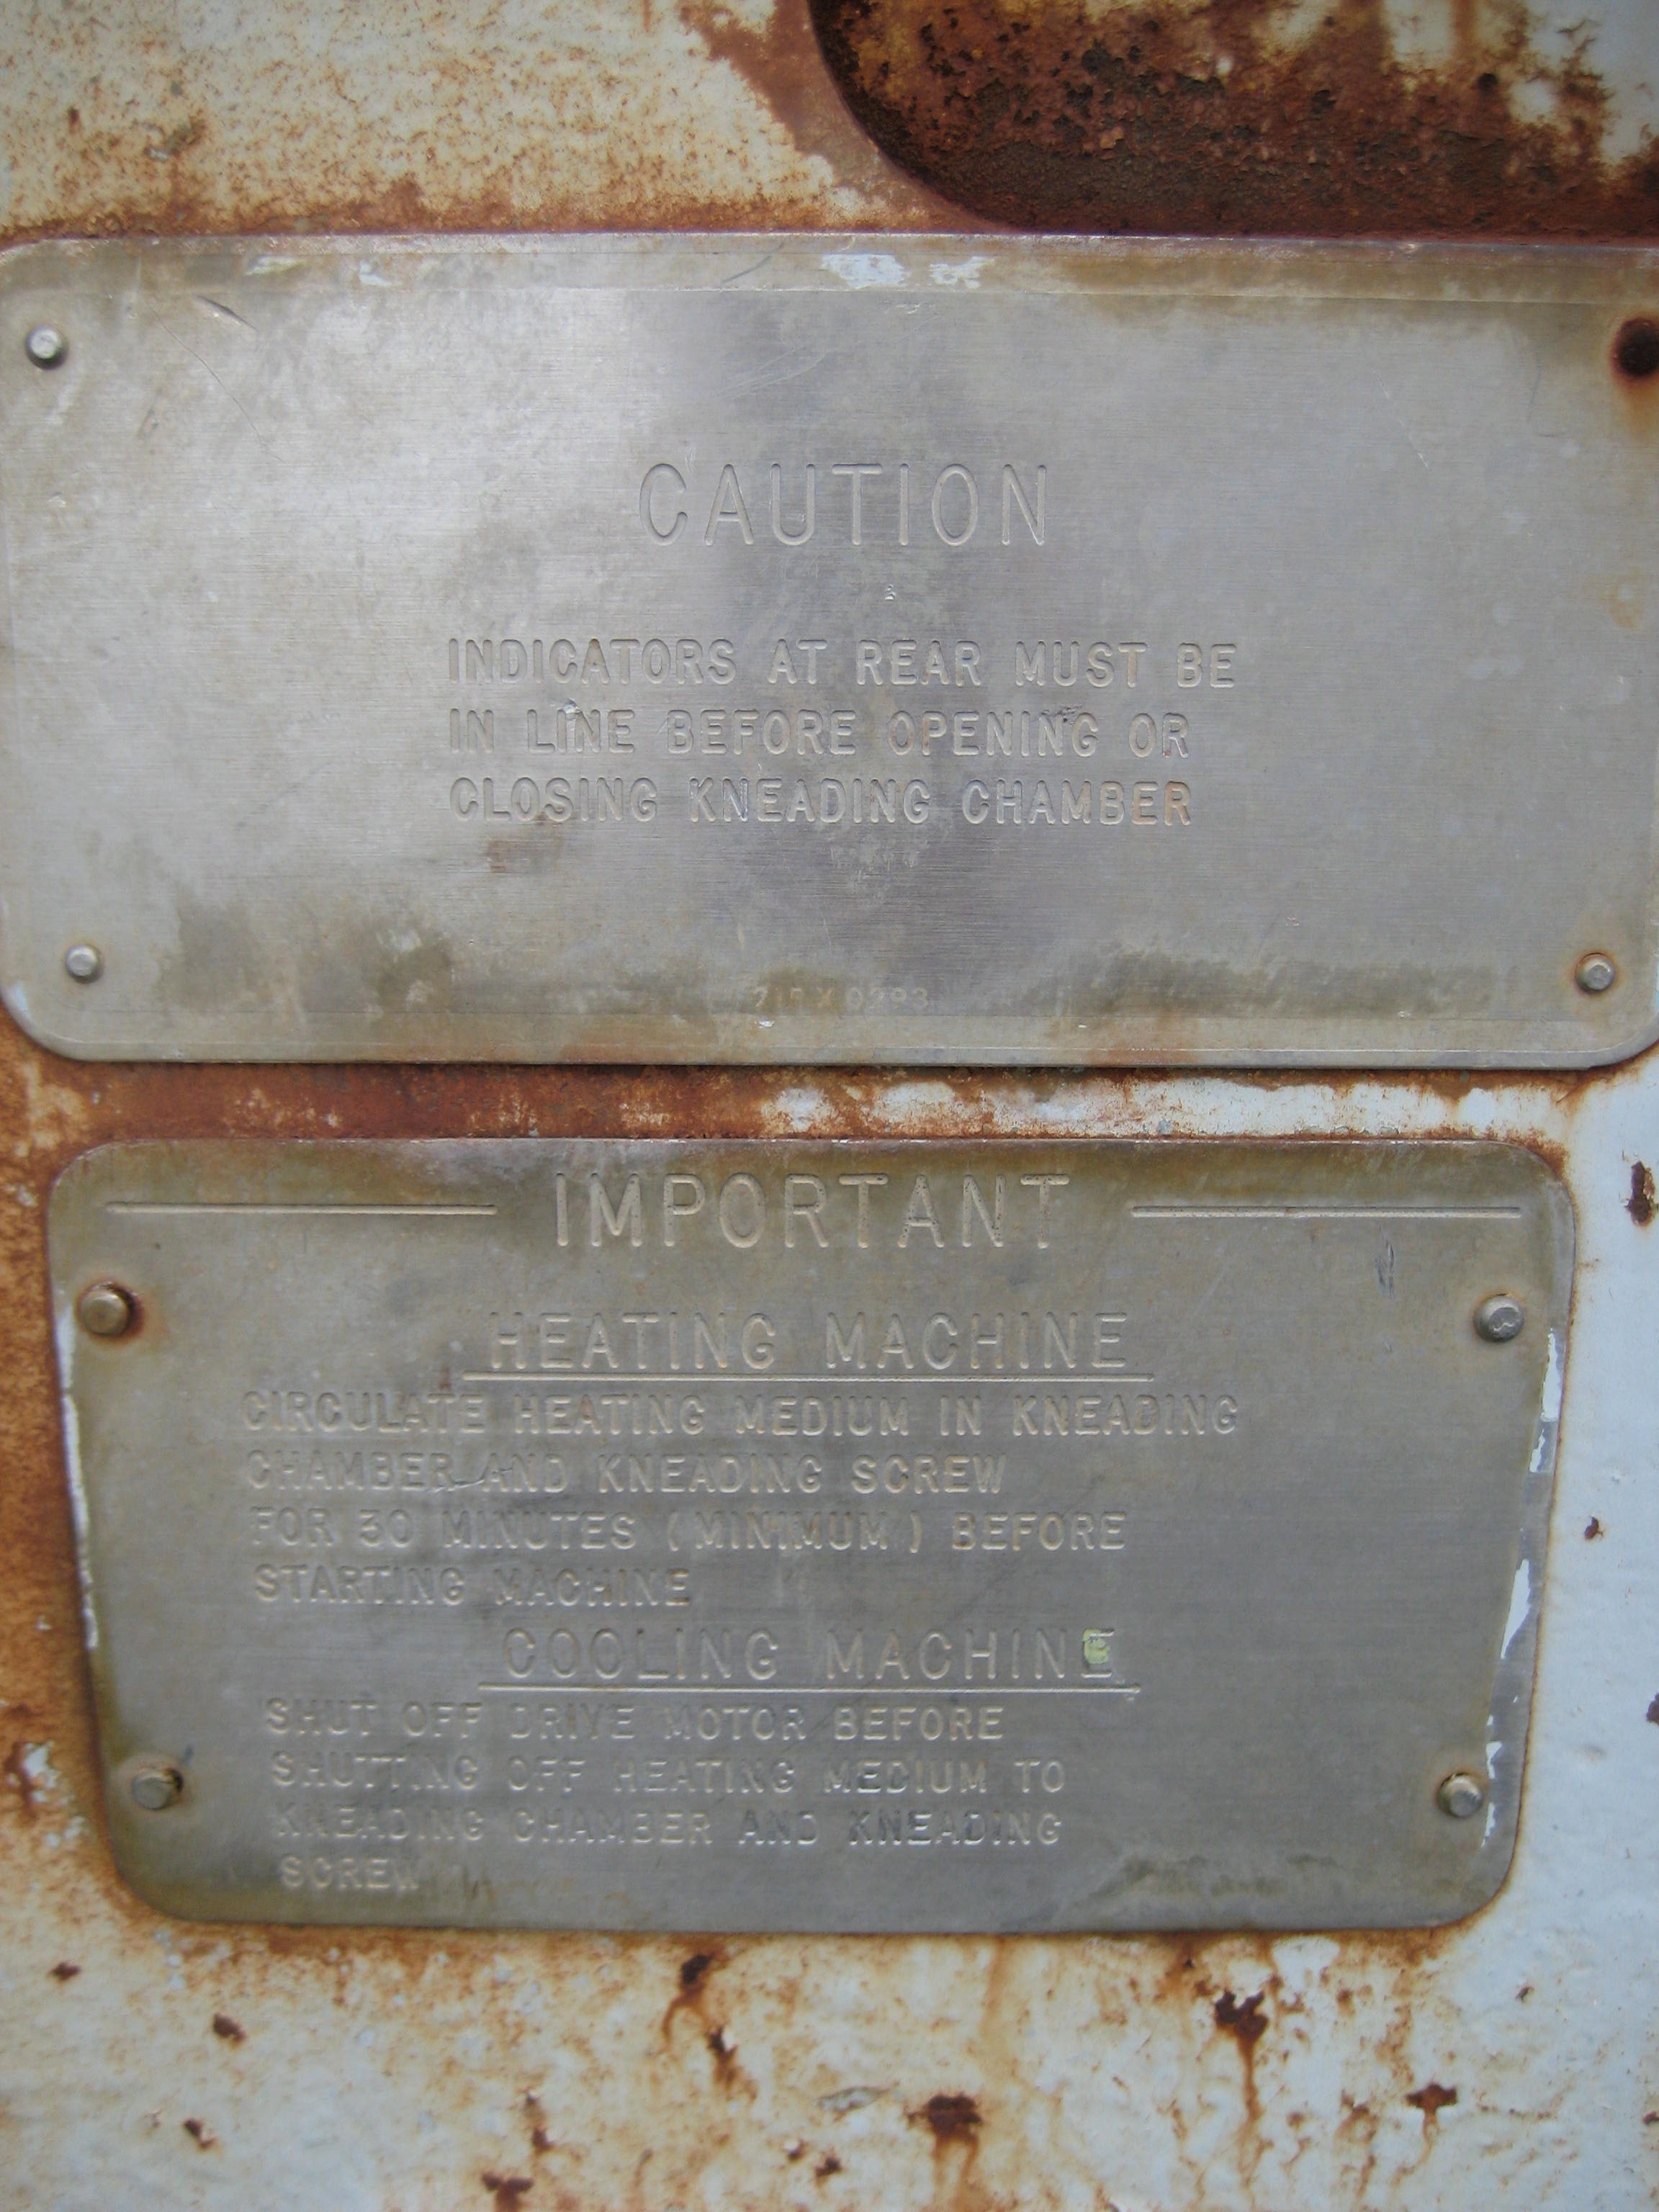 CAUTION
INDICATORS AT REAR MUST BE
IN LINE BEFORE OPENING OR
CLOSING KNEADING CHAMBER
IMPORTANT
HEATING MACHINE
CIRCULATE HEATING MEDIUM IN KNEADING
CHAMBER AND KNEADING SCREW
FOR 30 MINUTES (MINIMUM) BEFORE
STARTING MACHINE
COOLING MACHINE
SHUT OFF DRIVE MOTOR BEFORE
SHUTTING OFF HEATING MEDIUM TO
KNEADING CHAMBER AND KNEADING
SCREW